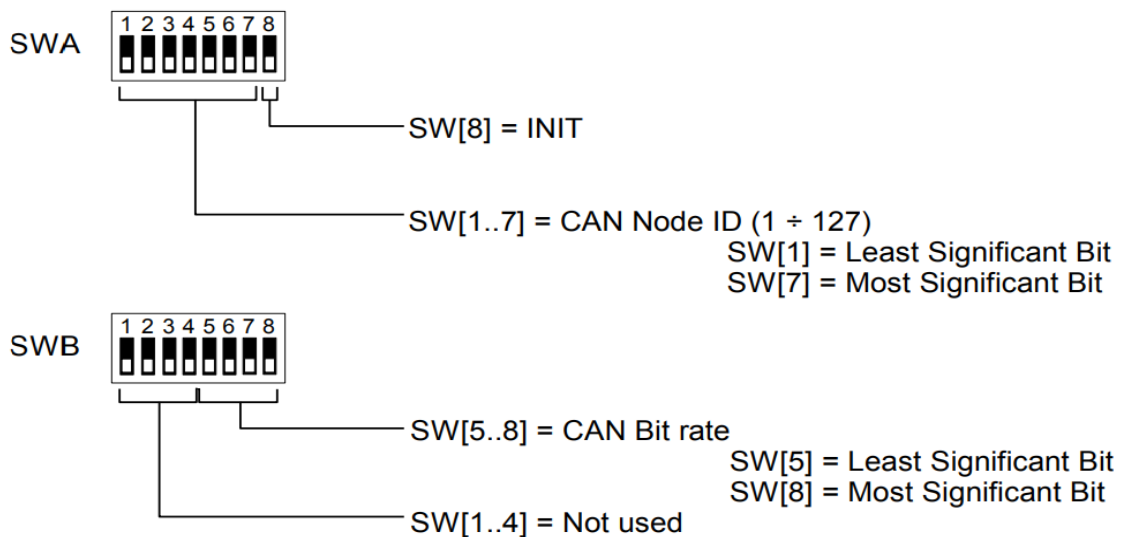 1 2 3 4 5 6 7 8
SWA
SW[8] = INIT
SW[1..7] = CAN Node ID (1 ÷ 127)
SW[1] = Least Significant Bit
SW[7] = Most Significant Bit
1 2 3 4 5 6 7 8
SWB
SW[5..8] = CAN Bit rate
SW[5] = Least Significant Bit
SW[8] = Most Significant Bit
SW[1..4] = Not used